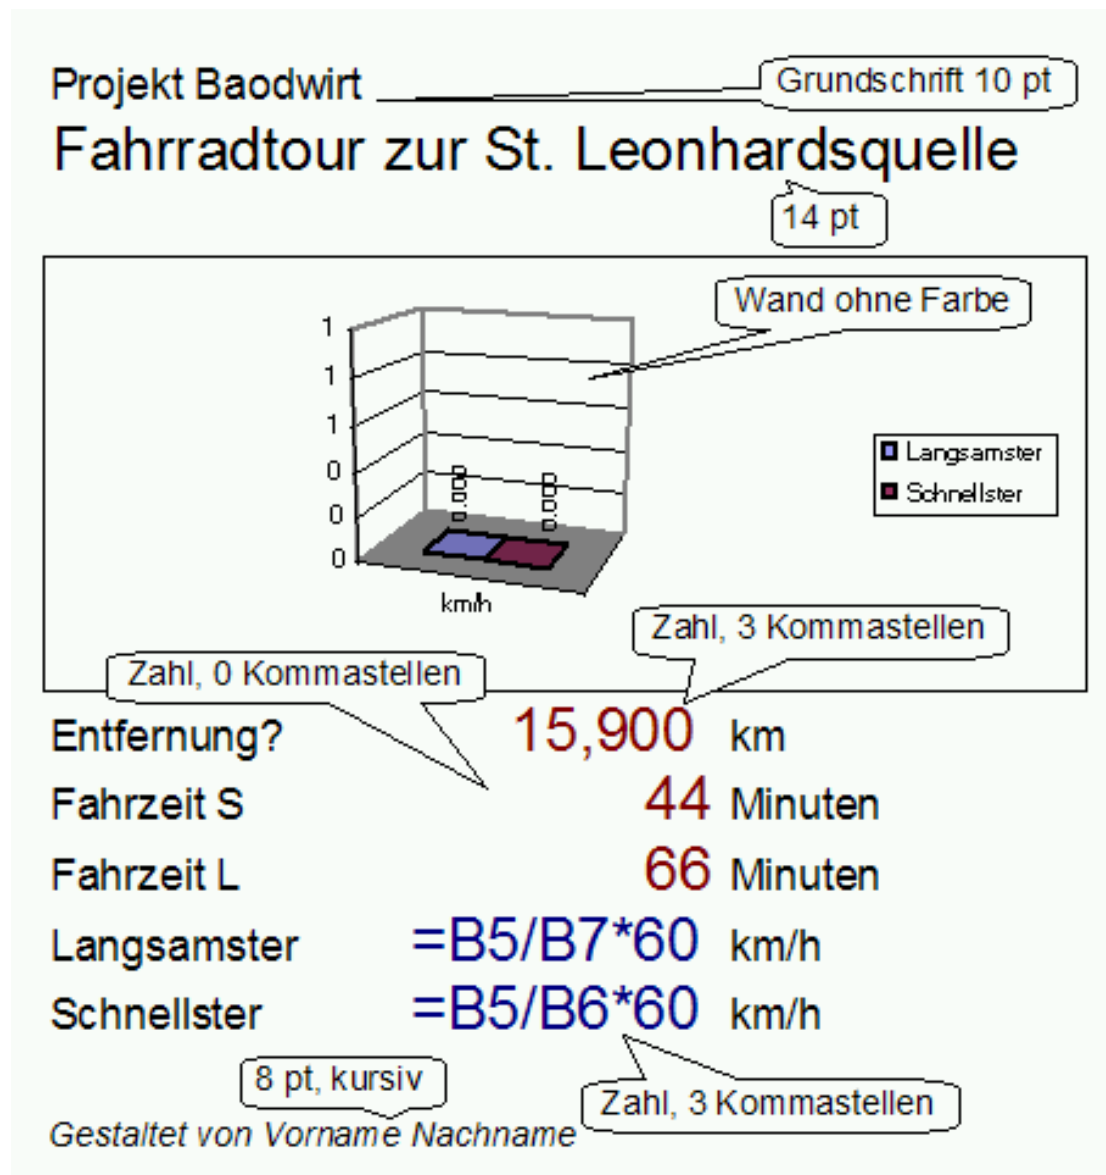 Projekt Baodwirt
Grundschrift 10 pt
Fahrradtour zur St. Leonhardsquelle
14 pt
Wand ohne Farbe
1
1
1
0
0
0
Langsamster
Schnellster
km/h
Zahl, 3 Kommastellen
Zahl, 0 Kommastellen
Entfernung? 15,900 km
Fahrzeit S 44 Minuten
Fahrzeit L 66 Minuten
Langsamster =B5/B7*60 km/h
Schnellster =B5/B6*60 km/h
8 pt, kursiv
Zahl, 3 Kommastellen
Gestaltet von Vorname Nachname